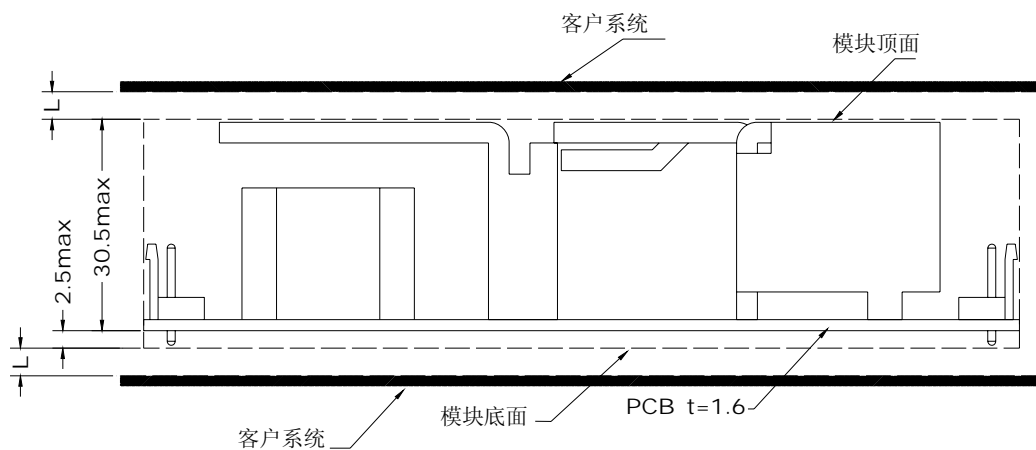 客户系统
模块顶面
L
30.5max
2.5max
L
PCB t=1.6
模块底面
客户系统